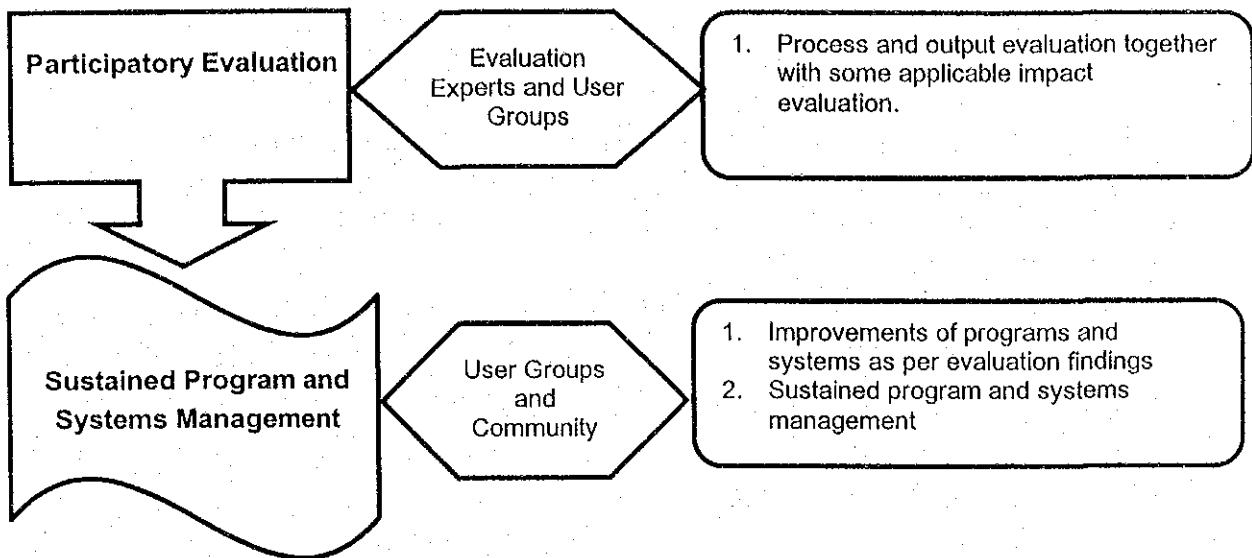 Participatory Evaluation
Evaluation
Experts and User
Groups
1. Process and output evaluation together
with some applicable impact
evaluation.
Sustained Program and
Systems Management
User Groups
and
Community
1. Improvements of programs and
systems as per evaluation findings
2. Sustained program and systems
management